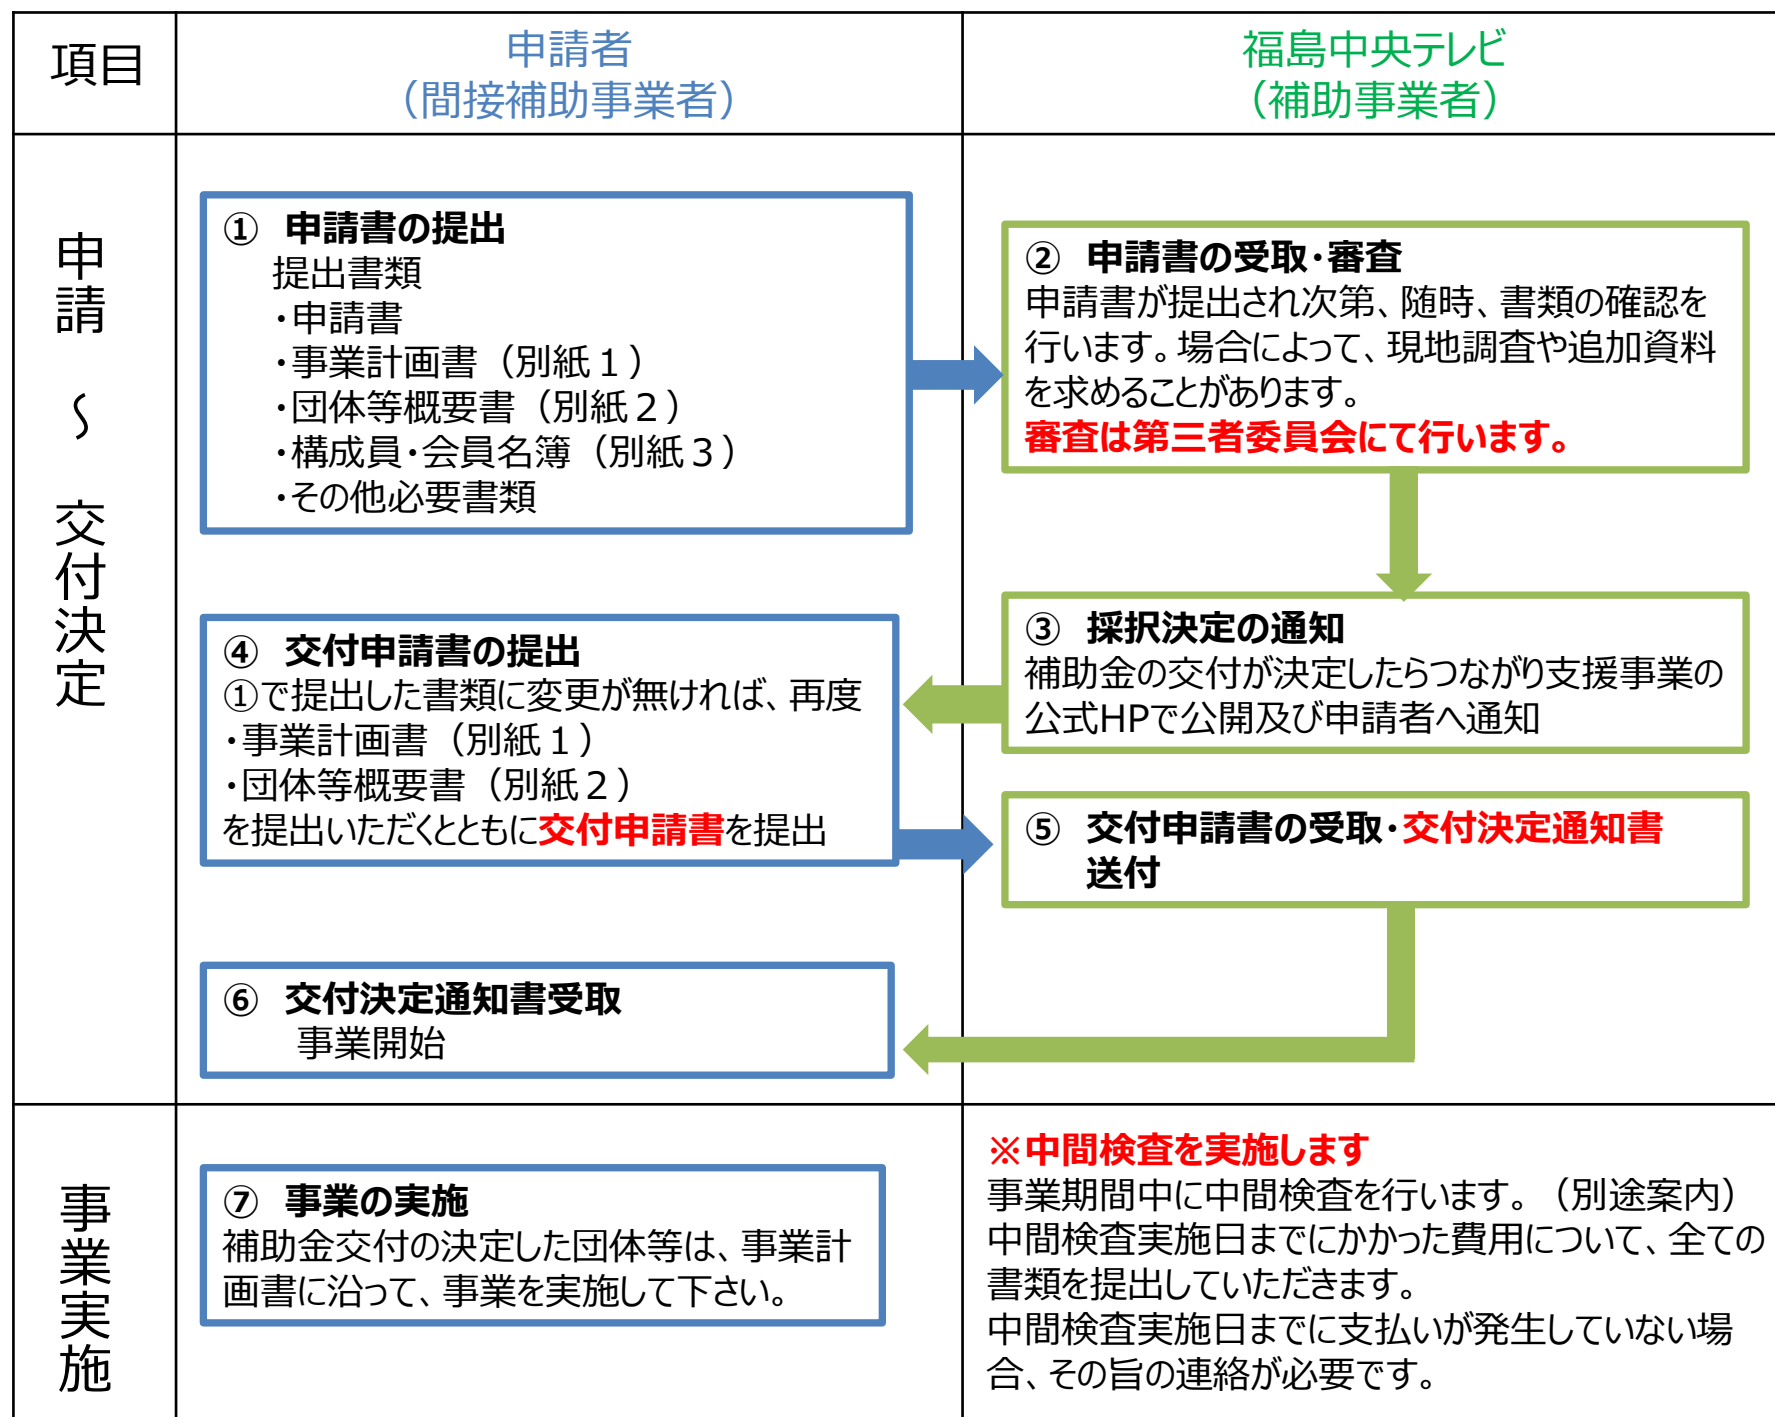 項目
申請者
（間接補助事業者）
福島中央テレビ
（補助事業者）
申請 ～ 交付決定
① 申請書の提出
提出書類
・申請書
・事業計画書（別紙１）
・団体等概要書（別紙２）
・構成員・会員名簿（別紙３）
・その他必要書類
② 申請書の受取・審査
申請書が提出され次第、随時、書類の確認を
行います。場合によって、現地調査や追加資料
を求めることがあります。
審査は第三者委員会にて行います。
③ 採択決定の通知
補助金の交付が決定したらつながり支援事業の
公式HPで公開及び申請者へ通知
④ 交付申請書の提出
①で提出した書類に変更が無ければ、再度
・事業計画書（別紙１）
・団体等概要書（別紙２）
を提出いただくとともに交付申請書を提出
⑤ 交付申請書の受取・交付決定通知書
送付
⑥ 交付決定通知書受取
事業開始
事業実施
⑦ 事業の実施
補助金交付の決定した団体等は、事業計
画書に沿って、事業を実施して下さい。
※中間検査を実施します
事業期間中に中間検査を行います。（別途案内）
中間検査実施日までにかかった費用について、全ての
書類を提出していただきます。
中間検査実施日までに支払いが発生していない場
合、その旨の連絡が必要です。